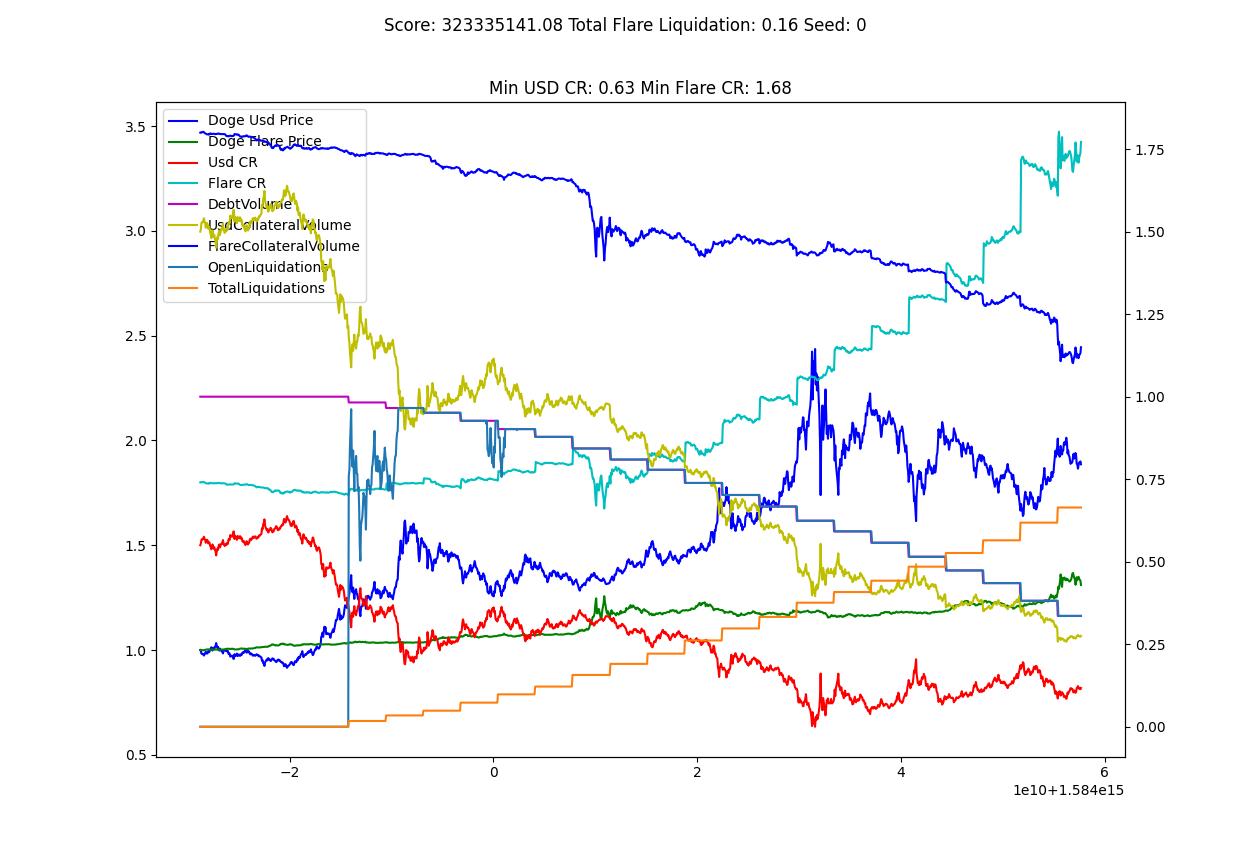 Score: 323335141.08 Total Flare Liquidation: 0.16 Seed: 0
Min USD CR: 0.63 Min Flare CR: 1.68
Doge Usd Price
Doge Flare Price
Usd CR
Flare CR
DebtVolume
UsdCollateralVolume
FlareCollateralVolume
OpenLiquidations
TotalLiquidations
3.5
3.0
2.5
2.0
1.5
1.0
0.5
1.75
1.50
1.25
1.00
0.75
0.50
0.25
0.00
−2
0
2
4
6
1e10+1.584e15